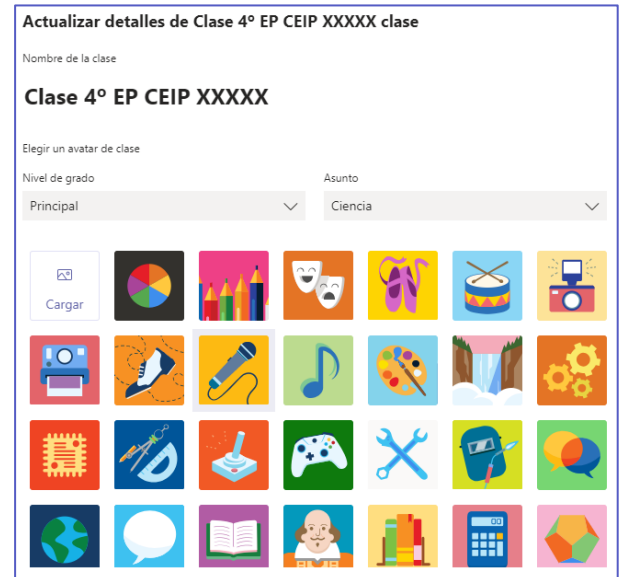 Actualizar detalles de Clase 4º EP CEIP XXXXX clase
Nombre de la clase
Clase 4º EP CEIP XXXXX
Elegir un avatar de clase
Nivel de grado
Asunto
Principal
Ciencia
Cargar